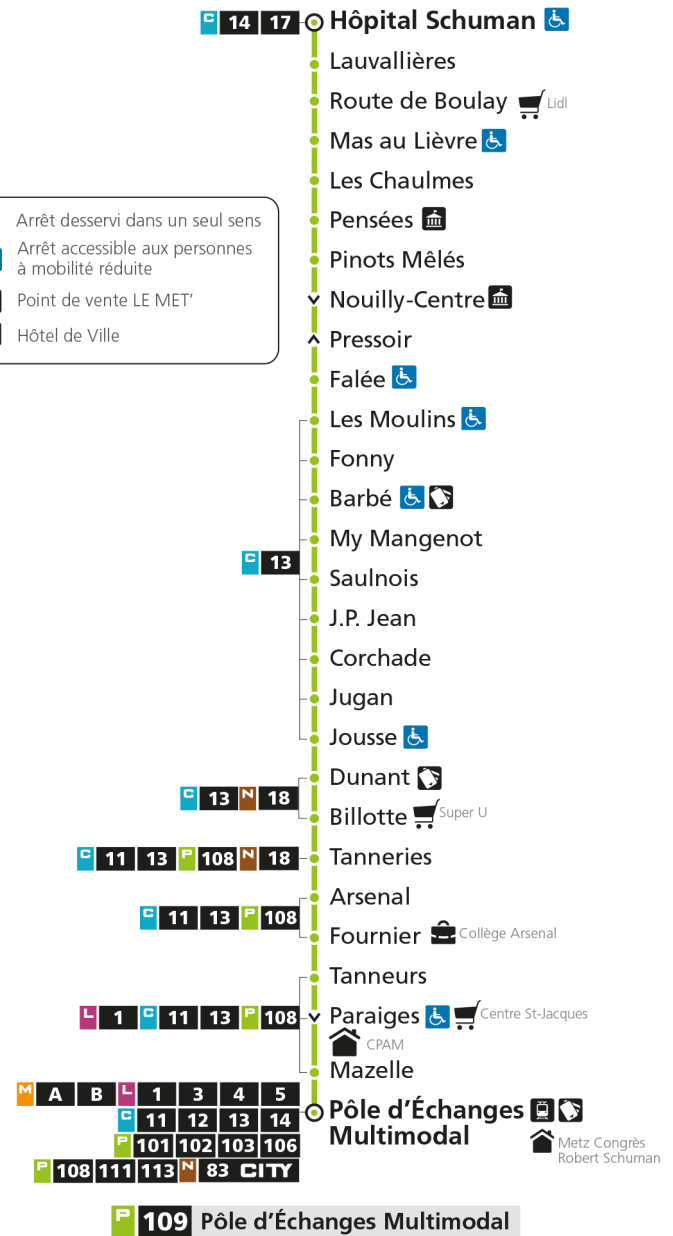 C 14 17 Hôpital Schuman
Lauvallières
Route de Boulay Lidl
Mas au Lièvre
Les Chaulmes
Arrêt desservi dans un seul sens
Arrêt accessible aux personnes
à mobilité réduite
Point de vente LE MET'
Hôtel de Ville
Pensées
Pinots Mêlés
Nouilly-Centre
Pressoir
Falée
Les Moulins
Fonny
Barbé
My Mangenot
C 13
Saulnois
J.P. Jean
Corchade
Jugan
Jousse
Dunant
C 13 N 18
Billotte Super U
C 11 13 P 108 N 18 Tanneries
Arsenal
C 11 13 P 108
Fournier Collège Arsenal
Tanneurs
L 1 C 11 13 P 108 Paraiges Centre St-Jacques
CPAM
Mazelle
M A B L 1 3 4 5
C 11 12 13 14
P 101 102 103 106
P 108 111 113 N 83 CITY
Pôle d'Échanges
Multimodal
Metz Congrès
Robert Schuman
P 109 Pôle d'Échanges Multimodal